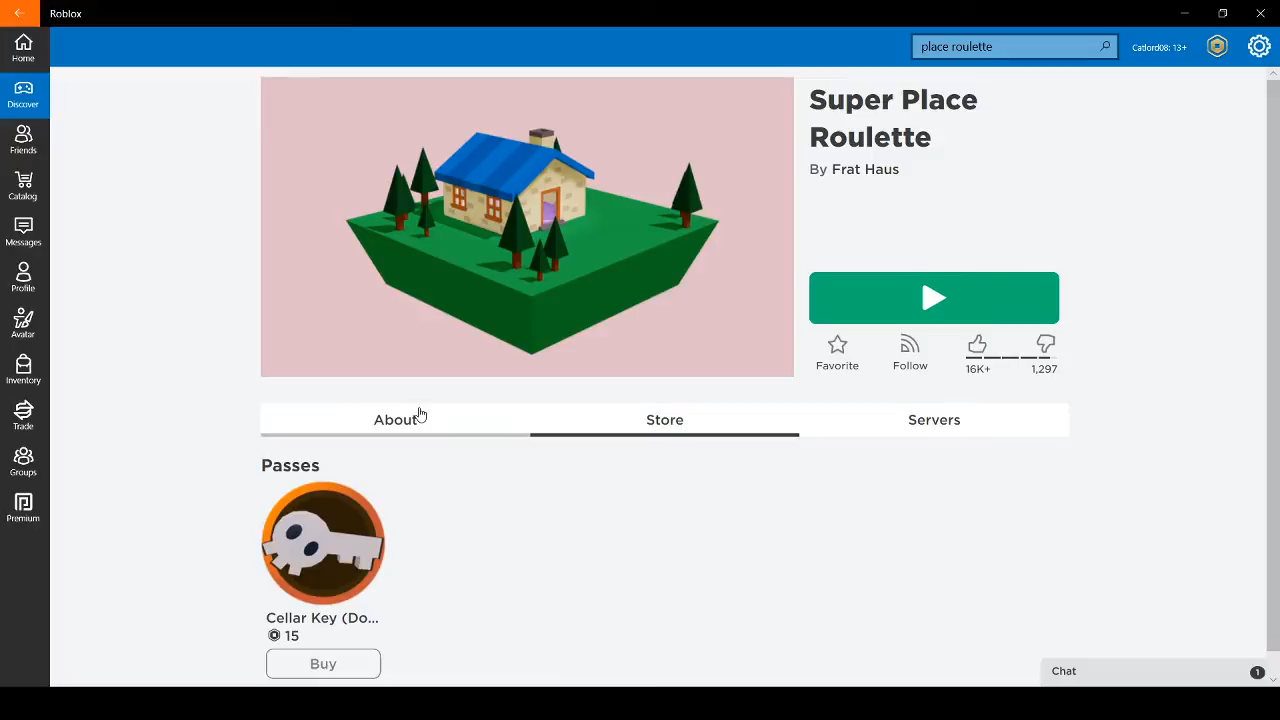 Roblox
place roulette
Catlord08: 13+
Home
Discover
Friends
Catalog
Messages
Profile
Avatar
Inventory
Trade
Groups
Premium
Super Place
Roulette
By Frat Haus
Favorite
Follow
16K+
1,297
About
Store
Servers
Passes
Cellar Key (Do...
15
Buy
Chat
1